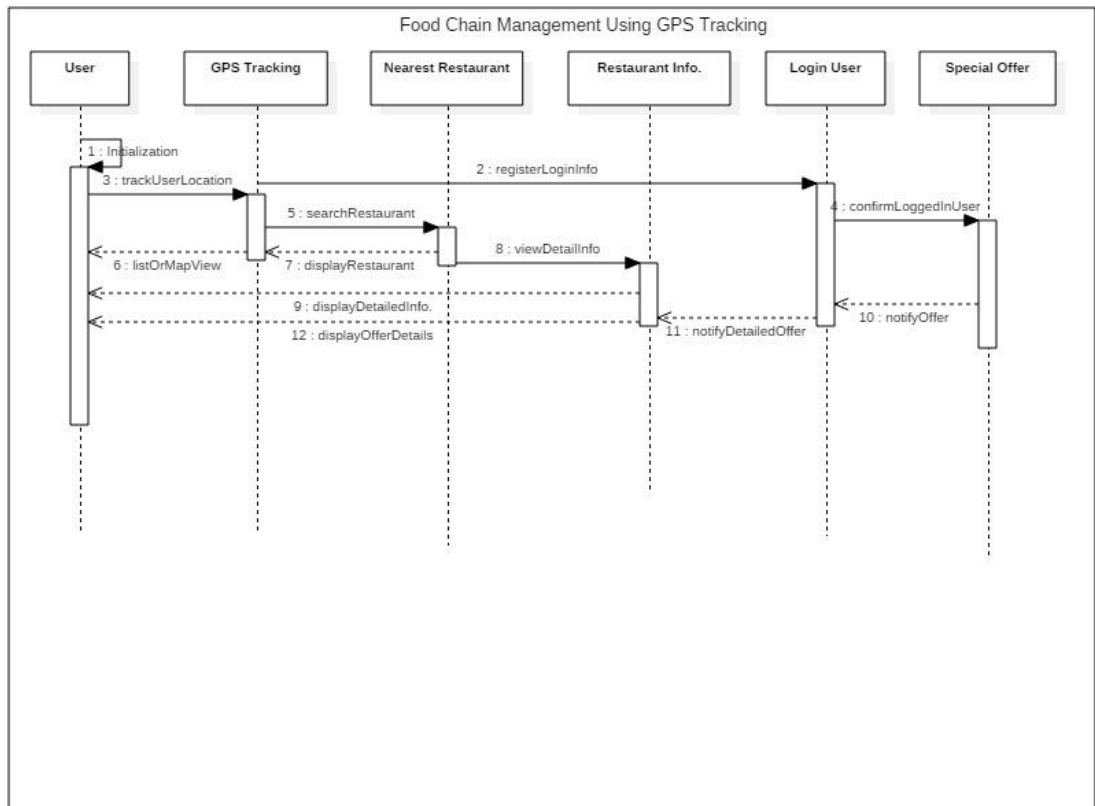 Food Chain Management Using GPS Tracking
User
GPS Tracking
Nearest Restaurant
Restaurant Info.
Login User
Special Offer
1 : Initialization
2 : registerLoginInfo
3 : trackUserLocation
4 : confirmLoggedInUser
5 : searchRestaurant
8 : viewDetailInfo
6 : listOrMapView
7 : displayRestaurant
9 : displayDetailedInfo.
10 : notifyOffer
11 : notifyDetailedOffer
12 : displayOfferDetails